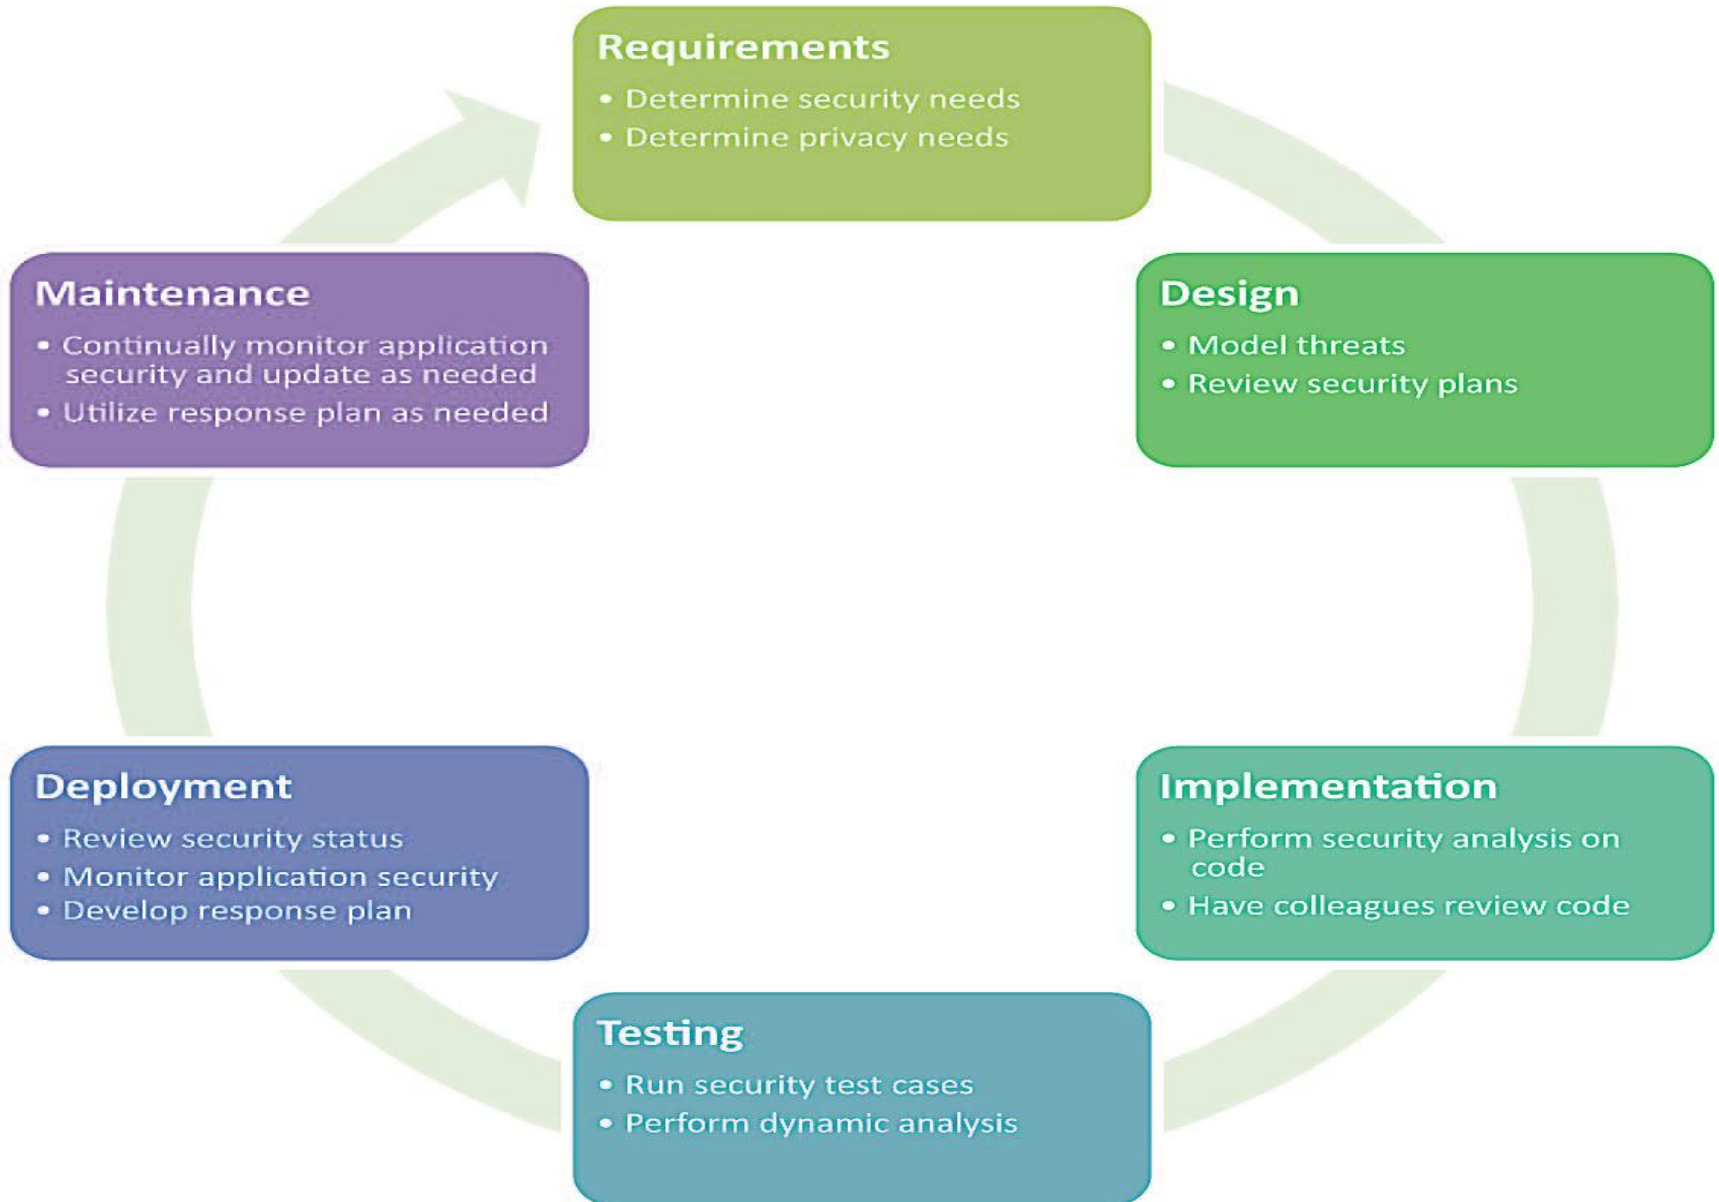 Requirements
• Determine security needs
• Determine privacy needs
Design
• Model threats
• Review security plans
Implementation
• Perform security analysis on
code
• Have colleagues review code
Testing
• Run security test cases
• Perform dynamic analysis
Deployment
• Review security status
• Monitor application security
• Develop response plan
Maintenance
• Continually monitor application
security and update as needed
• Utilize response plan as needed